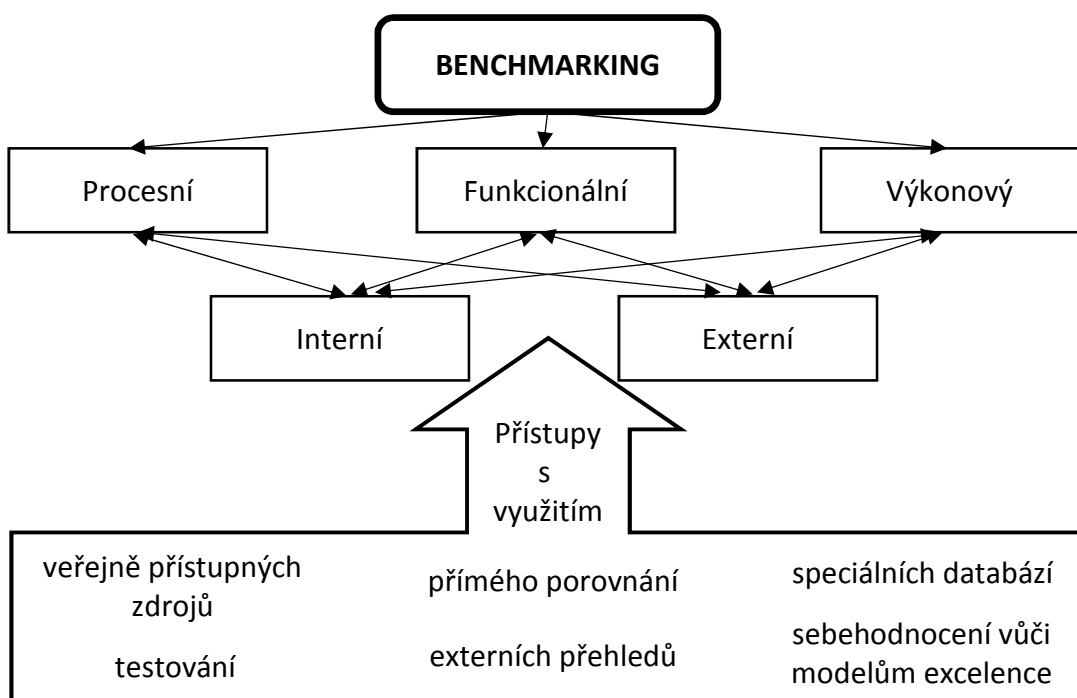 BENCHMARKING
Procesní
Funkcionální
Výkonový
Interní
Externí
Přístupy
s
využitím
veřejně přístupných
zdrojů
přímého porovnání
speciálních databází
testování
externích přehledů
sebehodnocení vůči
modelům excelence